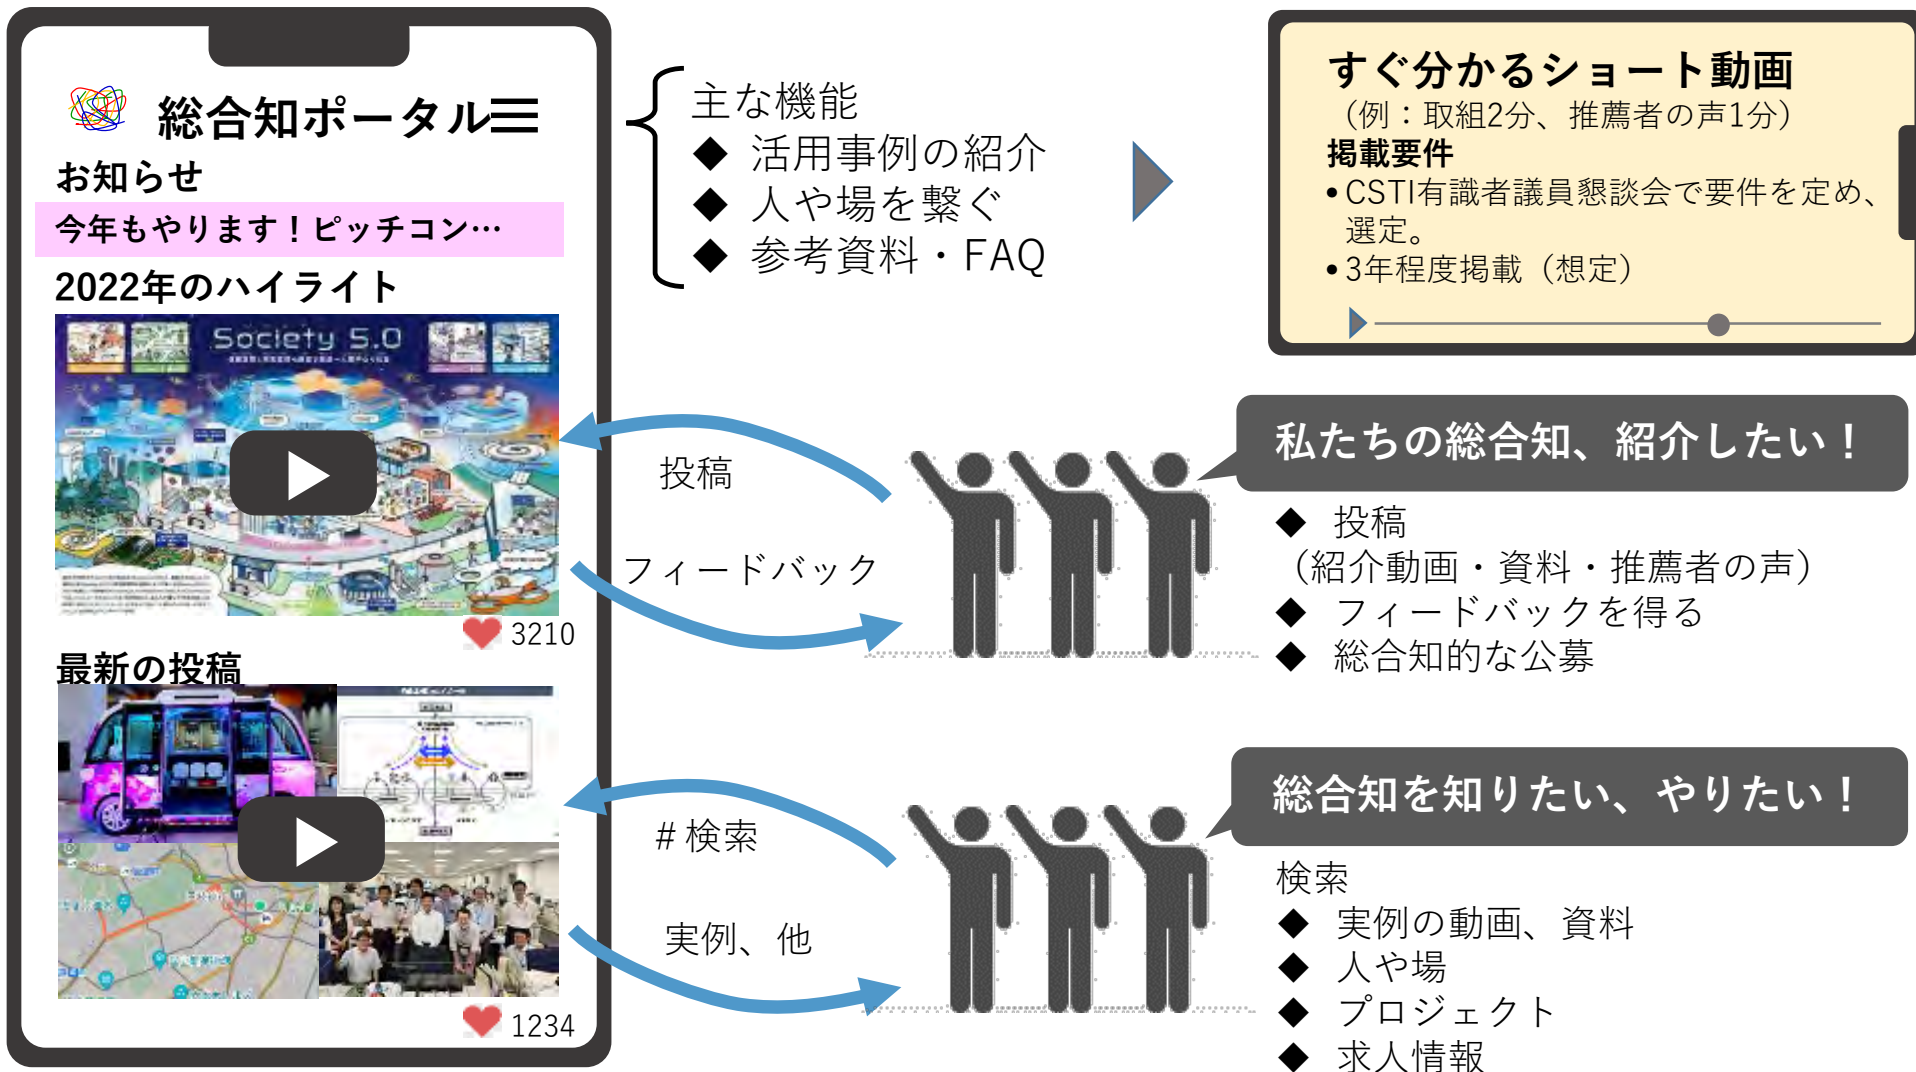 総合知ポータル
お知らせ
今年もやります！ピッチコン…
2022年のハイライト
Society 5.0
3210
最新の投稿
1234
主な機能
◆ 活用事例の紹介
◆ 人や場を繋ぐ
◆ 参考資料・FAQ
すぐ分かるショート動画
（例：取組2分、推薦者の声1分）
掲載要件
•CSTI有識者議員懇談会で要件を定め、
選定。
•3年程度掲載（想定）
投稿
フィードバック
私たちの総合知、紹介したい！
◆ 投稿
（紹介動画・資料・推薦者の声）
◆ フィードバックを得る
◆ 総合知的な公募
＃検索
実例、他
総合知を知りたい、やりたい！
検索
◆ 実例の動画、資料
◆ 人や場
◆ プロジェクト
◆ 求人情報